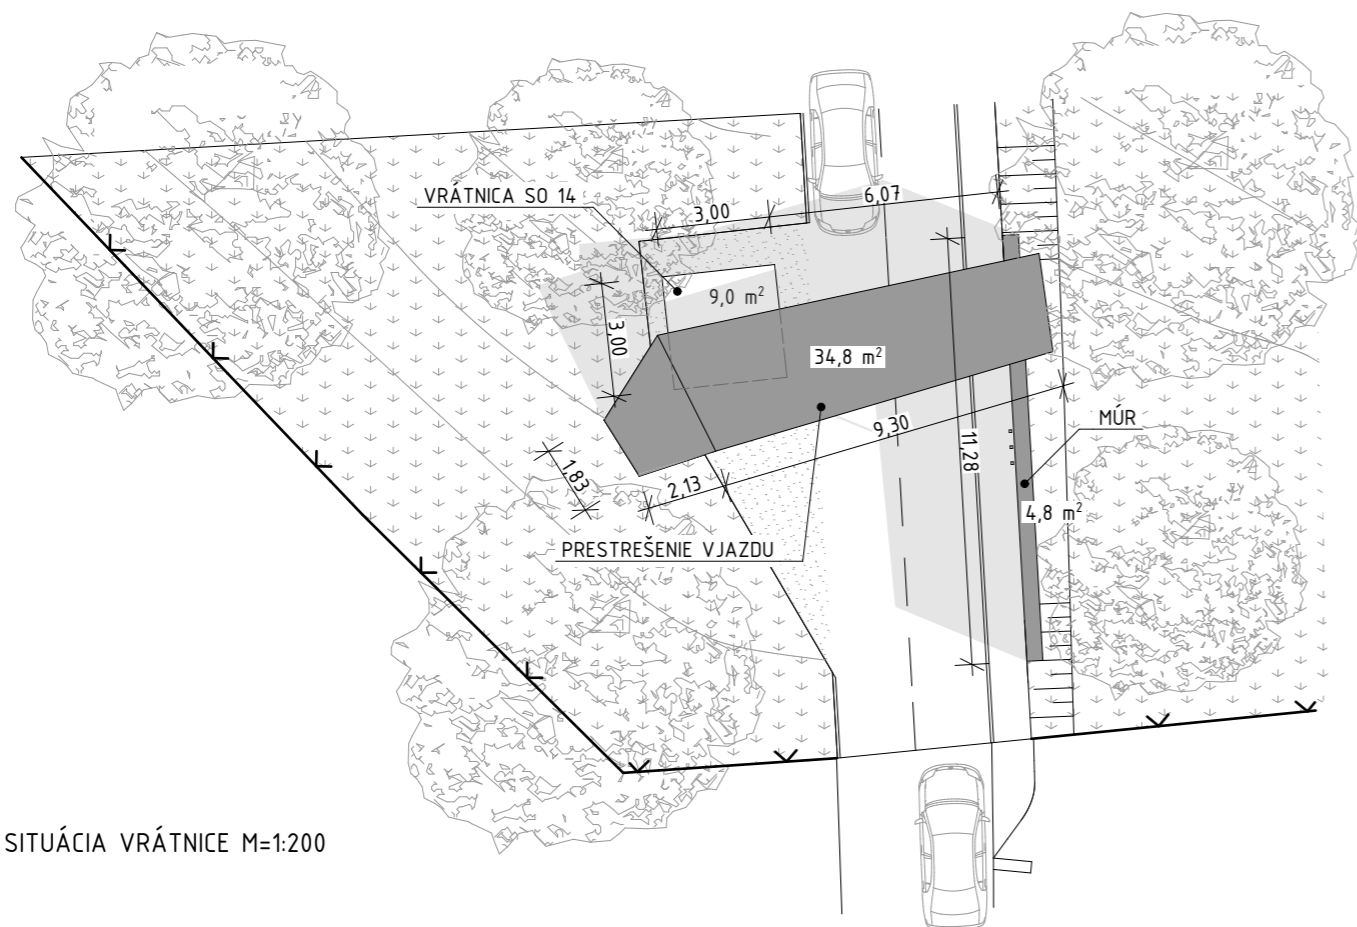 VRÁTNICA SO 14
3,00
6,07
9,0 m²
3,00
34,8 m²
9,30
MÚR
11,28
1,83
2,13
4,8 m²
PRESTREŠENIE VJAZDU
SITUÁCIA VRÁTNICE M=1:200